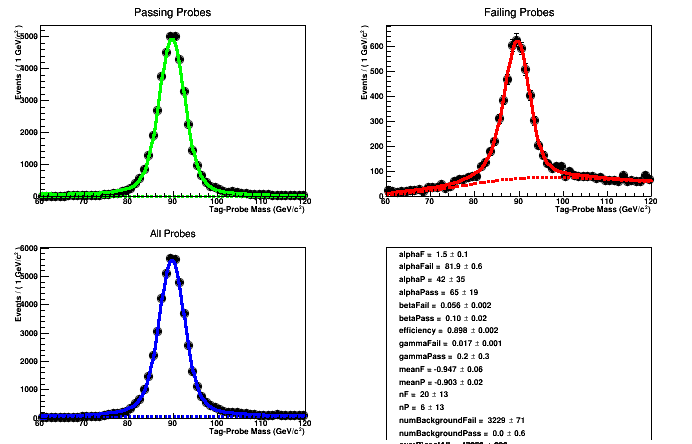 Passing Probes
Events / ( 1 GeV/c² )
5000
4000
3000
2000
1000
0
60 70 80 90 100 110 120
Tag-Probe Mass (GeV/c²)
Failing Probes
Events / ( 1 GeV/c² )
600
500
400
300
200
100
0
60 70 80 90 100 110 120
Tag-Probe Mass (GeV/c²)
All Probes
Events / ( 1 GeV/c² )
6000
5000
4000
3000
2000
1000
0
60 70 80 90 100 110 120
Tag-Probe Mass (GeV/c²)
alphaF = 1.5 ± 0.1
alphaFail = 81.9 ± 0.6
alphaP = 42 ± 35
alphaPass = 65 ± 19
betaFail = 0.056 ± 0.002
betaPass = 0.10 ± 0.02
efficiency = 0.898 ± 0.002
gammaFail = 0.017 ± 0.001
gammaPass = 0.2 ± 0.3
meanF = -0.947 ± 0.06
meanP = -0.903 ± 0.02
nF = 20 ± 13
nP = 6 ± 13
numBackgroundFail = 3229 ± 71
numBackgroundPass = 0.0 ± 0.6